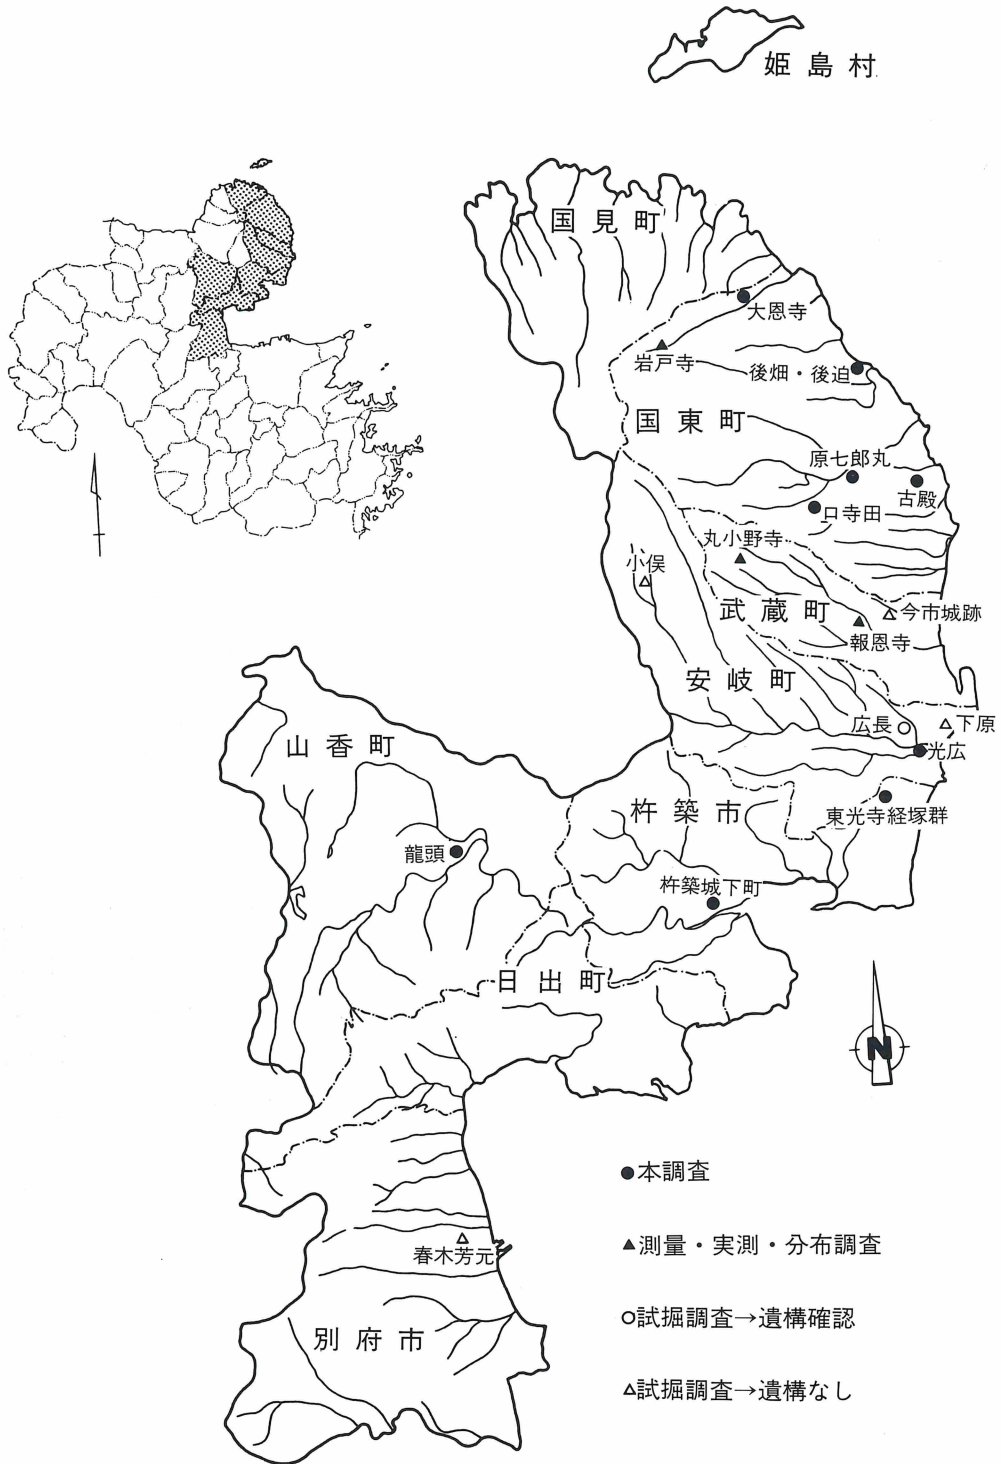 姫島村
国見町
大恩寺
岩戸寺
後畑・後迫
国東町
原七郎丸
古殿
口寺田
丸小野寺
小俣
武蔵町
今市城跡
報恩寺
安岐町
広長
下原
光広
山香町
杵築市
東光寺経塚群
龍頭
杵築城下町
日出町
N
●本調査
▲測量・実測・分布調査
春木芳元
○試掘調査→遺構確認
別府市
△試掘調査→遺構なし